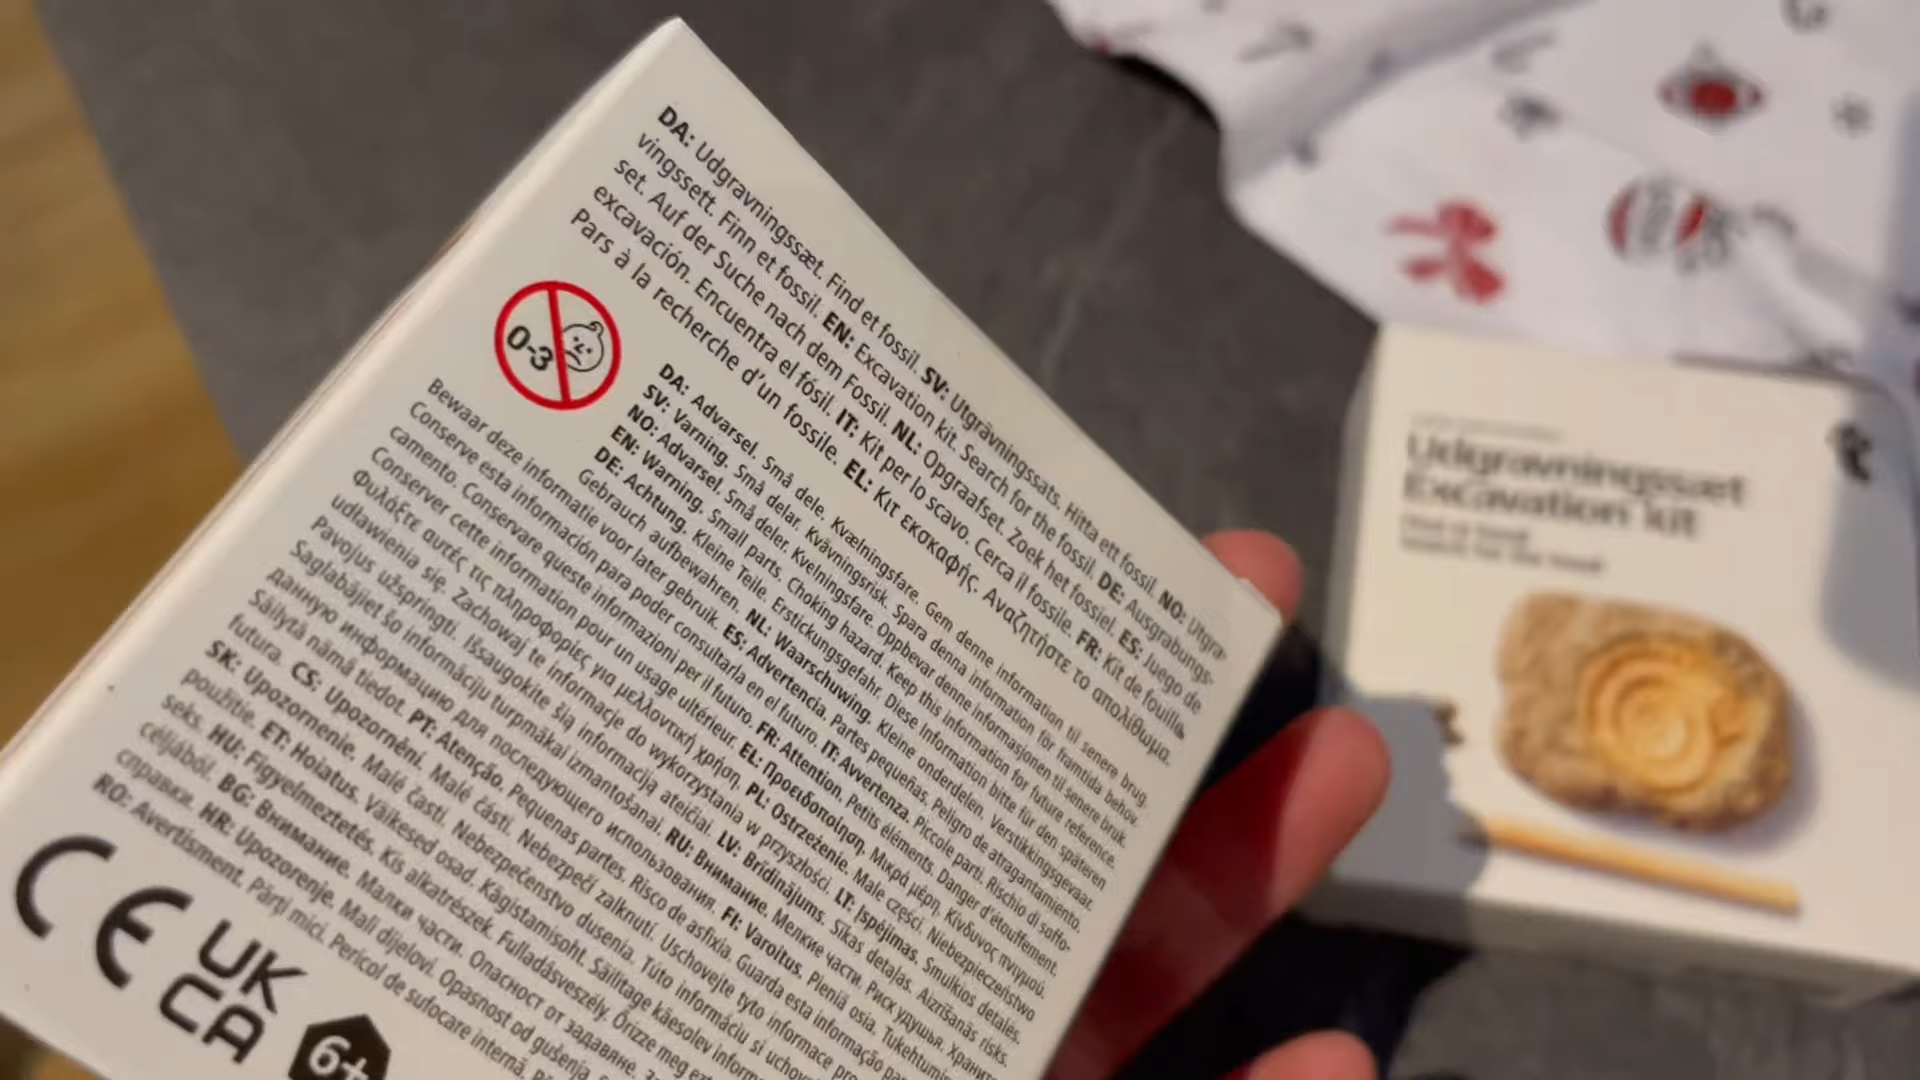 DA: Udgravningssæt. Find et fossil. SV: Utgrävningssats. Hitta ett fossil. NO: Utgra-
vingssett. Finn et fossil. EN: Excavation kit. Search for the fossil. DE: Ausgrabungs-
set. Auf der Suche nach dem Fossil. NL: Opgraafset. Zoek het fossiel. ES: Juego de
excavación. Encuentra el fósil. IT: Kit per lo scavo. Cerca il fossile. FR: Kit de fouille.
Pars à la recherche d'un fossile. EL: Κιτ εκσκαφής. Αναζητήστε το απολίθωμα.
0-3
DA: Advarsel. Små dele. Kvælningsfare. Gem denne information til senere brug.
SV: Varning. Små delar. Kvävningsrisk. Spara denna information för framtida behov.
NO: Advarsel. Små deler. Kvelningsfare. Oppbevar denne informasjonen til senere bruk.
EN: Warning. Small parts. Choking hazard. Keep this information for future reference.
DE: Achtung. Kleine Teile. Erstickungsgefahr. Diese Information bitte für den späteren
Gebrauch aufbewahren. NL: Waarschuwing. Kleine onderdelen. Verstikkingsgevaar.
Bewaar deze informatie voor later gebruik. ES: Advertencia. Partes pequeñas. Peligro de atragantamiento.
Conserve esta información para poder consultarla en el futuro. IT: Avvertenza. Piccole parti. Rischio di soffo-
camento. Conservare queste informazioni per il futuro. FR: Attention. Petits éléments. Danger d'étouffement.
Conserver cette information pour un usage ultérieur. EL: Προειδοποίηση. Μικρά μέρη. Κίνδυνος πνιγμού.
Φυλάξτε αυτές τις πληροφορίες για μελλοντική χρήση. PL: Ostrzeżenie. Małe części. Niebezpieczeństwo
udławienia się. Zachowaj te informacje do wykorzystania w przyszłości. LT: Įspėjimas. Smulkios detalės.
Pavojus užspringti. Išsaugokite šią informaciją ateičiai. LV: Brīdinājums. Sīkas detaļas. Aizrīšanās risks.
Saglabājiet šo informāciju turpmākai izmantošanai. RU: Внимание. Мелкие части. Риск удушья. Храните
данную информацию для последующего использования. FI: Varoitus. Pieniä osia. Tukehtumis
Säilytä nämä tiedot. PT: Atenção. Pequenas partes. Risco de asfixia. Guarda esta informação par
futura. CS: Upozornění. Malé části. Nebezpečí zalknutí. Uschovejte tyto informace pro
SK: Upozornenie. Malé časti. Nebezpečenstvo dusenia. Túto informáciu si uchova
použitie. ET: Hoiatus. Väikesed osad. Kägistamisoht. Säilitage käesolev inform
seks. HU: Figyelmeztetés. Kis alkatrészek. Fulladásveszély. Őrizze meg ezt
céljából. BG: Внимание. Малки части. Опасност от задавяне. За
справки. HR: Upozorenje. Mali dijelovi. Opasnost od gušenja.
RO: Avertisment. Părți mici. Pericol de sufocare internă.
CE
UK
CA
6+
Udgravningssæt
Excavation kit
Find et fossil
Search for the fossil